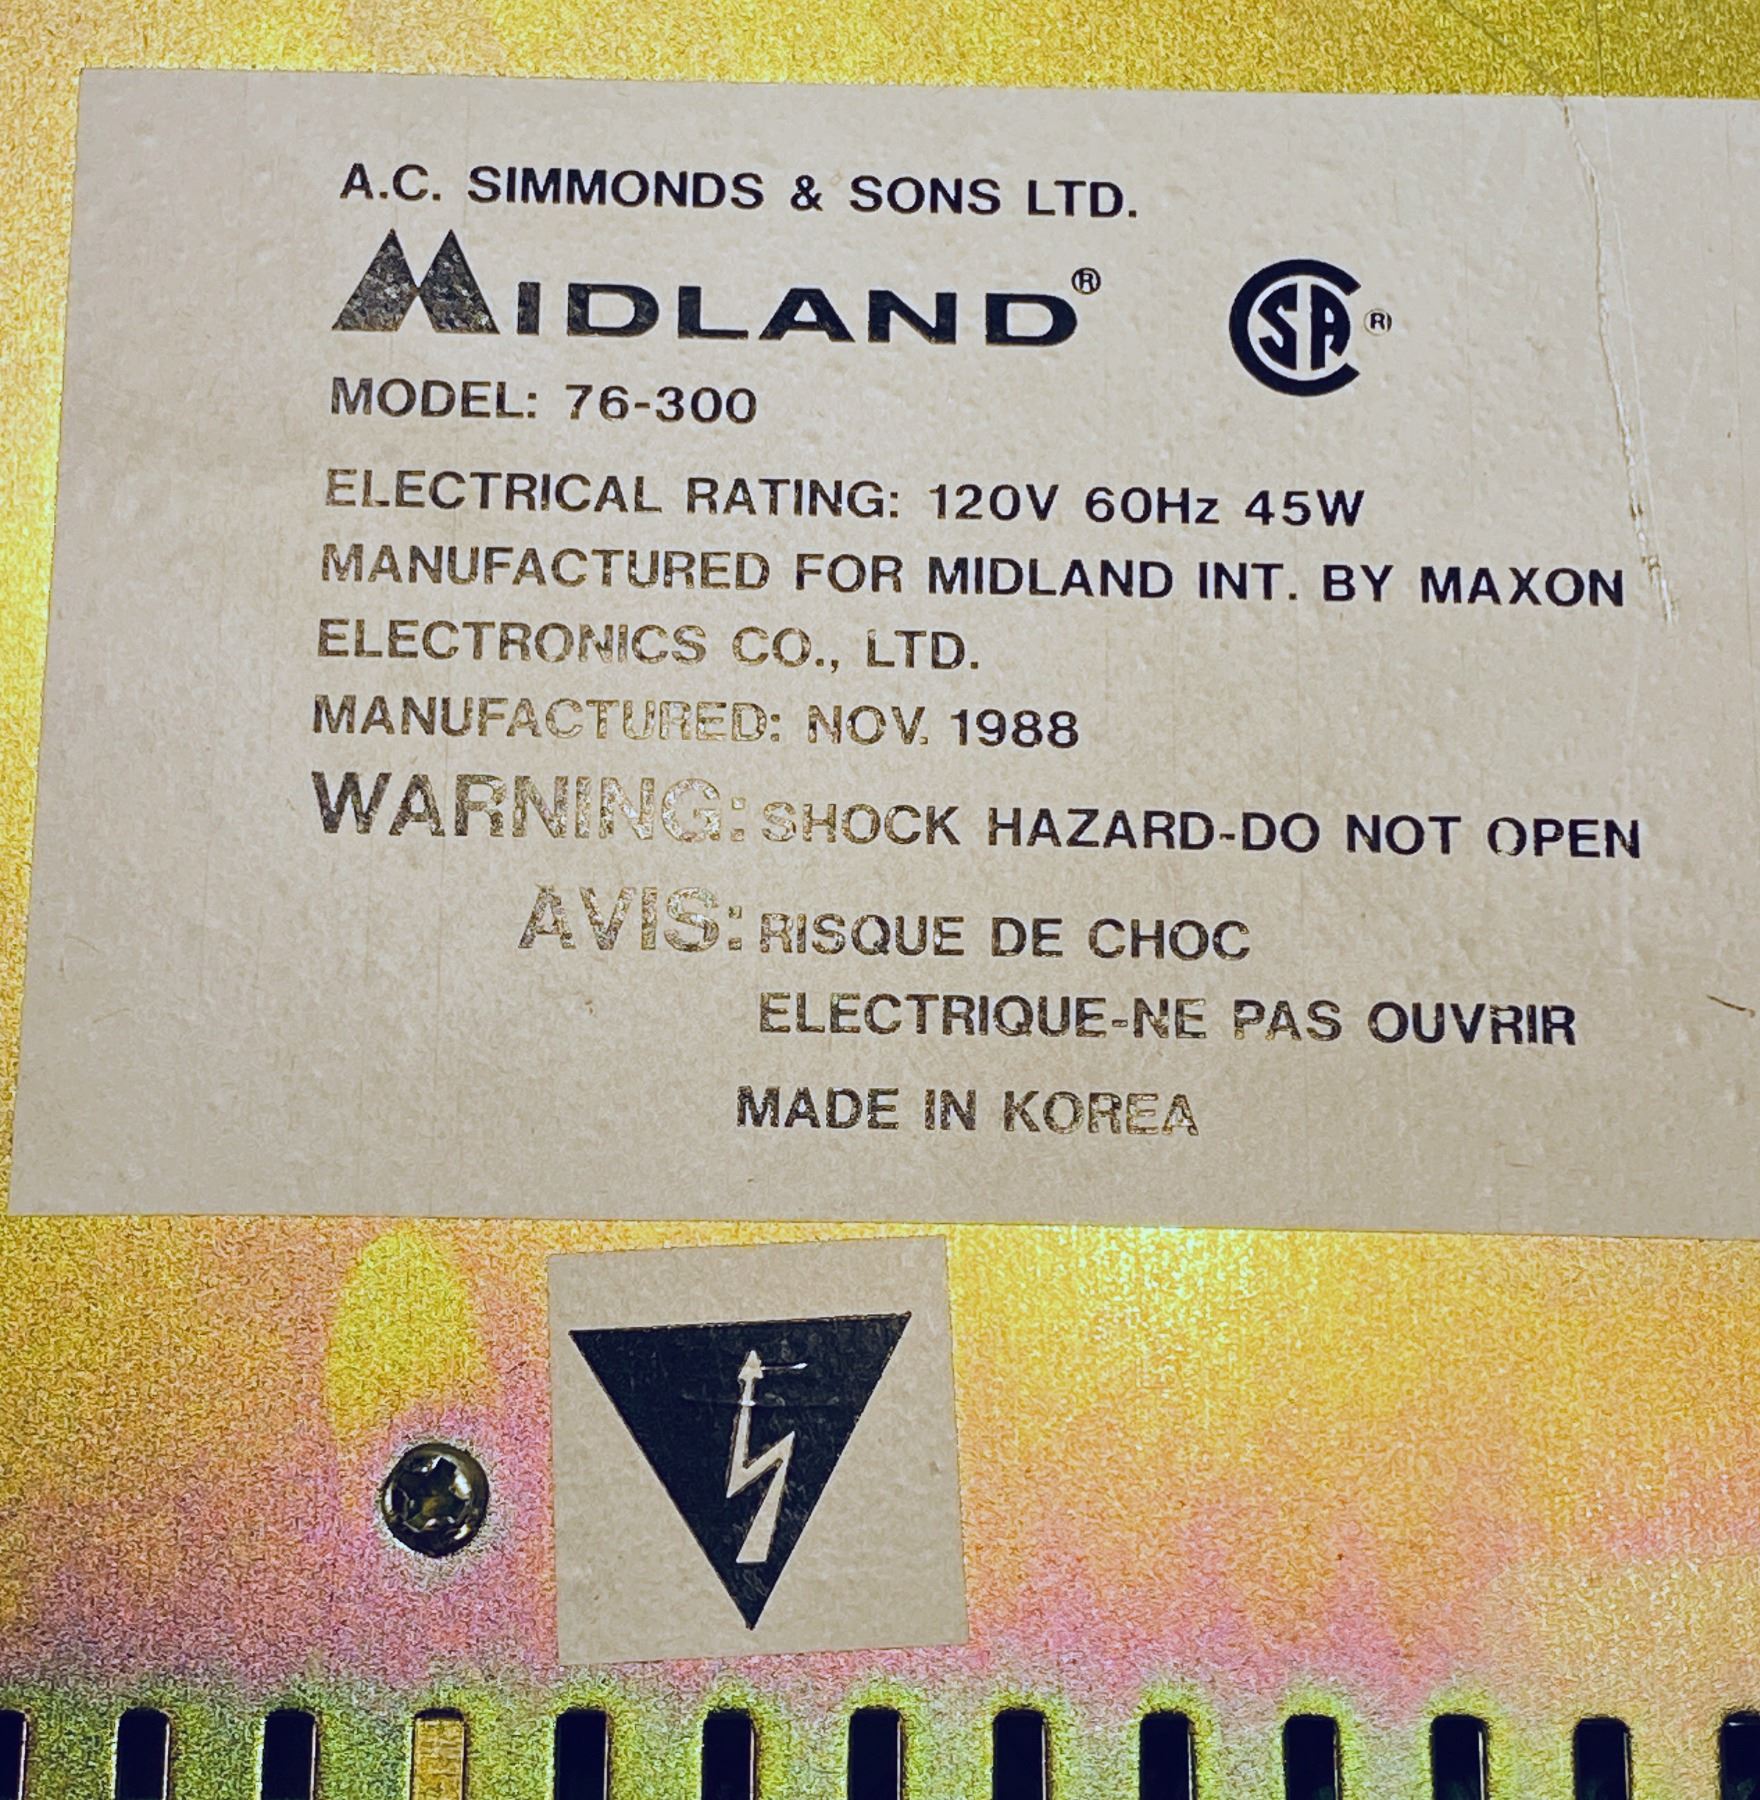 A.C. SIMMONDS & SONS LTD.
MIDLAND® CSA®
MODEL: 76-300
ELECTRICAL RATING: 120V 60Hz 45W
MANUFACTURED FOR MIDLAND INT. BY MAXON
ELECTRONICS CO., LTD.
MANUFACTURED: NOV. 1988
WARNING: SHOCK HAZARD-DO NOT OPEN
AVIS: RISQUE DE CHOC
ELECTRIQUE-NE PAS OUVRIR
MADE IN KOREA